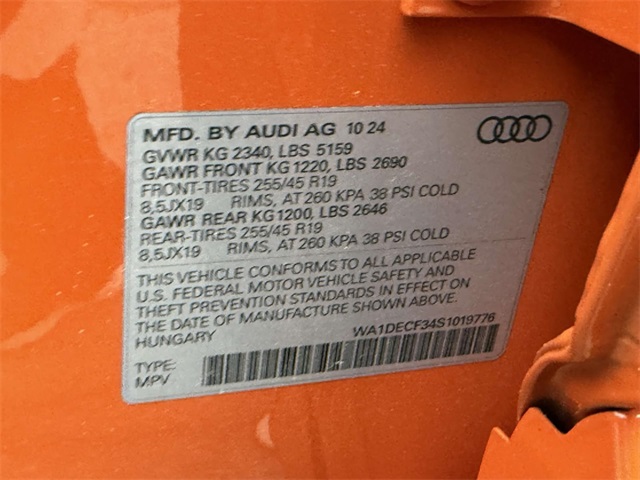 MFD. BY AUDI AG 10 24
GVWR KG 2340, LBS 5159
GAWR FRONT KG 1220, LBS 2690
FRONT-TIRES 255/45 R19
8,5JX19 RIMS, AT 260 KPA 38 PSI COLD
GAWR REAR KG 1200, LBS 2646
REAR-TIRES 255/45 R19
8,5JX19 RIMS, AT 260 KPA 38 PSI COLD
THIS VEHICLE CONFORMS TO ALL APPLICABLE
U.S. FEDERAL MOTOR VEHICLE SAFETY AND
THEFT PREVENTION STANDARDS IN EFFECT ON
THE DATE OF MANUFACTURE SHOWN ABOVE.
HUNGARY WA1DECF34S1019776
TYPE:
MPV